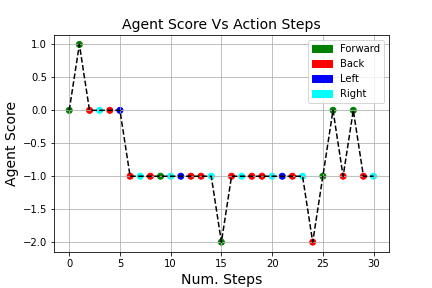 Agent Score Vs Action Steps
Agent Score
1.0
0.5
0.0
−0.5
−1.0
−1.5
−2.0
Forward
Back
Left
Right
0 5 10 15 20 25 30
Num. Steps